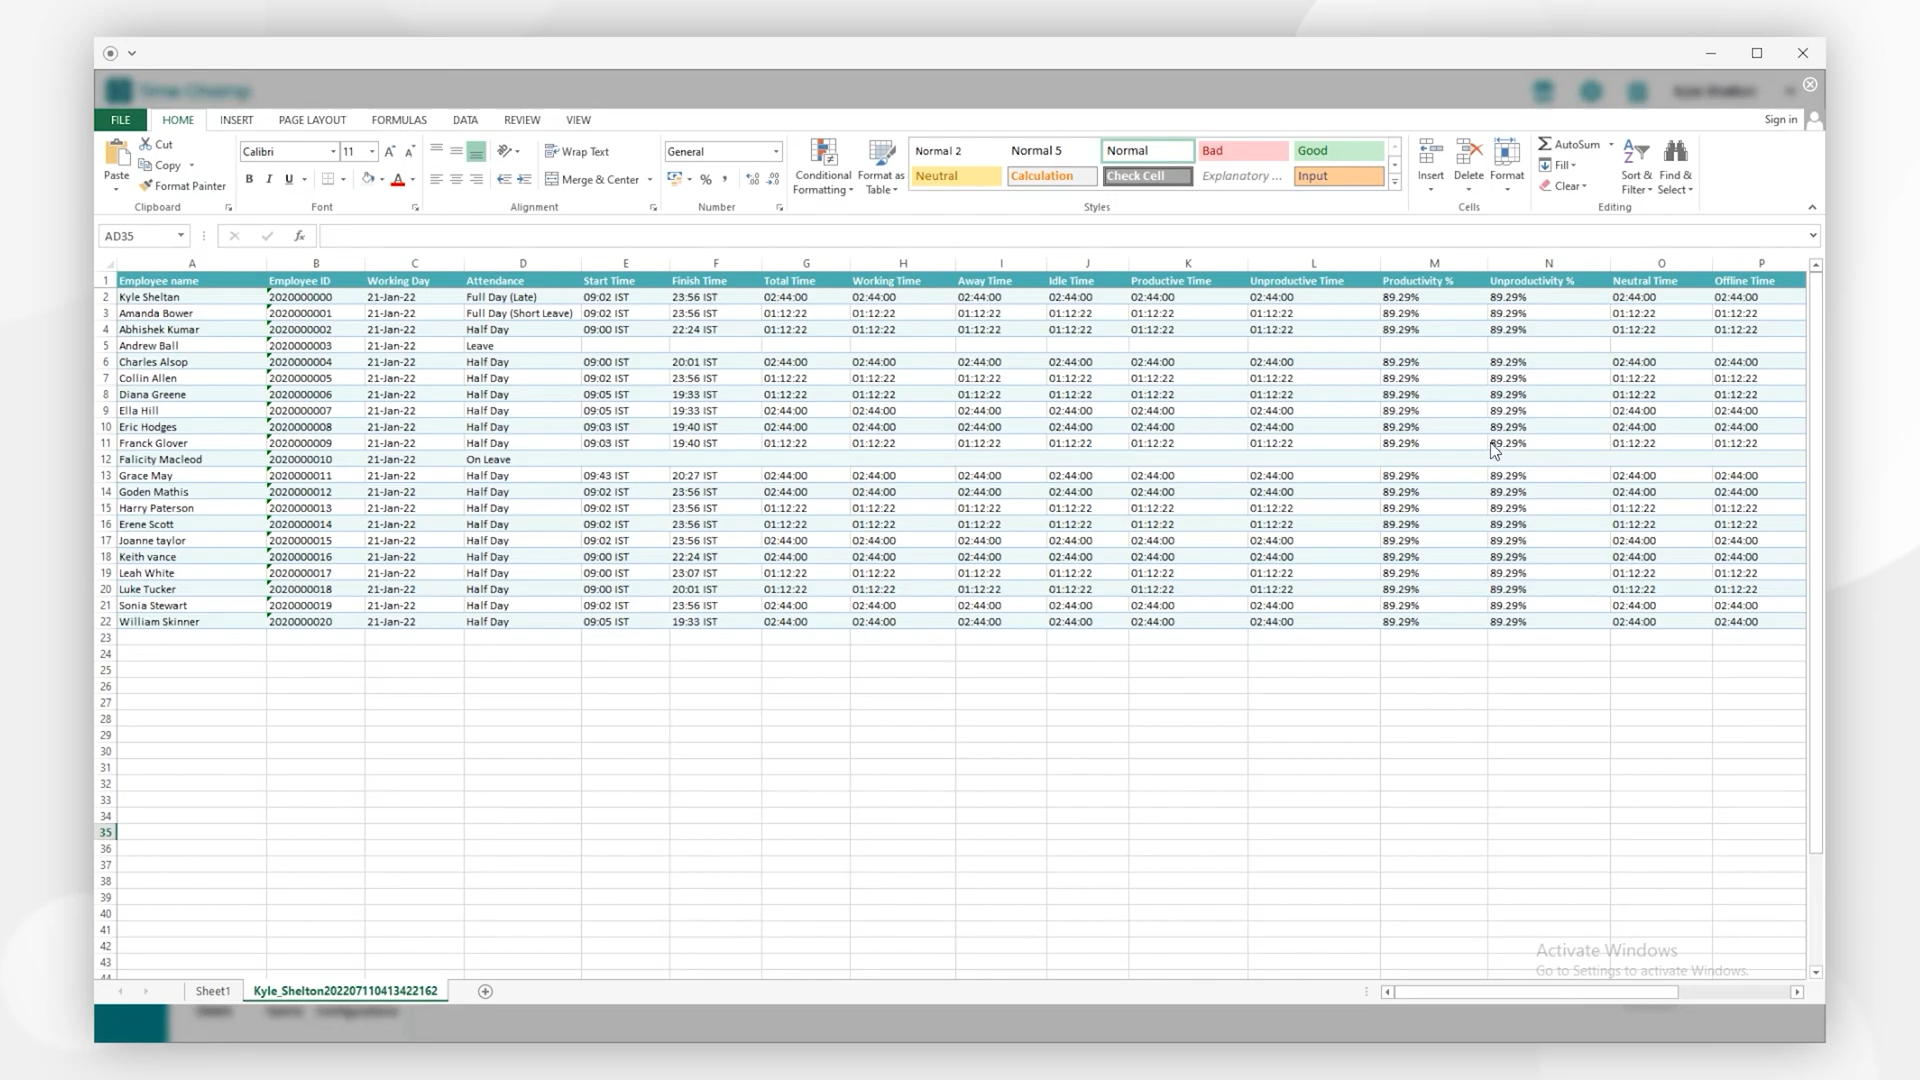 Time Champ
FILE HOME INSERT PAGE LAYOUT FORMULAS DATA REVIEW VIEW Sign in
Paste Cut Copy Format Painter Clipboard
Calibri 11 B I U A A A Font
Wrap Text Merge & Center Alignment
General % , Number
Conditional Formatting Format as Table
Normal 2 Normal 5 Normal Bad Good
Neutral Calculation Check Cell Explanatory ... Input
Styles
Insert Delete Format Cells
AutoSum Fill Clear Sort & Filter Find & Select Editing
AD35 fx
A B C D E F G H I J K L M N O P
1 Employee name Employee ID Working Day Attendance Start Time Finish Time Total Time Working Time Away Time Idle Time Productive Time Unproductive Time Productivity % Unproductivity % Neutral Time Offline Time
2 Kyle Sheltan 2020000000 21-Jan-22 Full Day (Late) 09:02 IST 23:56 IST 02:44:00 02:44:00 02:44:00 02:44:00 02:44:00 02:44:00 89.29% 89.29% 02:44:00 02:44:00
3 Amanda Bower 2020000001 21-Jan-22 Full Day (Short Leave) 09:02 IST 23:56 IST 01:12:22 01:12:22 01:12:22 01:12:22 01:12:22 01:12:22 89.29% 89.29% 01:12:22 01:12:22
4 Abhishek Kumar 2020000002 21-Jan-22 Half Day 09:00 IST 22:24 IST 01:12:22 01:12:22 01:12:22 01:12:22 01:12:22 01:12:22 89.29% 89.29% 01:12:22 01:12:22
5 Andrew Ball 2020000003 21-Jan-22 Leave
6 Charles Alsop 2020000004 21-Jan-22 Half Day 09:00 IST 20:01 IST 02:44:00 02:44:00 02:44:00 02:44:00 02:44:00 02:44:00 89.29% 89.29% 02:44:00 02:44:00
7 Collin Allen 2020000005 21-Jan-22 Half Day 09:02 IST 23:56 IST 01:12:22 01:12:22 01:12:22 01:12:22 01:12:22 01:12:22 89.29% 89.29% 01:12:22 01:12:22
8 Diana Greene 2020000006 21-Jan-22 Half Day 09:05 IST 19:33 IST 01:12:22 01:12:22 01:12:22 01:12:22 01:12:22 01:12:22 89.29% 89.29% 01:12:22 01:12:22
9 Ella Hill 2020000007 21-Jan-22 Half Day 09:05 IST 19:33 IST 02:44:00 02:44:00 02:44:00 02:44:00 02:44:00 02:44:00 89.29% 89.29% 02:44:00 02:44:00
10 Eric Hodges 2020000008 21-Jan-22 Half Day 09:03 IST 19:40 IST 02:44:00 02:44:00 02:44:00 02:44:00 02:44:00 02:44:00 89.29% 89.29% 02:44:00 02:44:00
11 Franck Glover 2020000009 21-Jan-22 Half Day 09:03 IST 19:40 IST 01:12:22 01:12:22 01:12:22 01:12:22 01:12:22 01:12:22 89.29% 89.29% 01:12:22 01:12:22
12 Falicity Macleod 2020000010 21-Jan-22 On Leave
13 Grace May 2020000011 21-Jan-22 Half Day 09:43 IST 20:27 IST 02:44:00 02:44:00 02:44:00 02:44:00 02:44:00 02:44:00 89.29% 89.29% 02:44:00 02:44:00
14 Goden Mathis 2020000012 21-Jan-22 Half Day 09:02 IST 23:56 IST 02:44:00 02:44:00 02:44:00 02:44:00 02:44:00 02:44:00 89.29% 89.29% 02:44:00 02:44:00
15 Harry Paterson 2020000013 21-Jan-22 Half Day 09:02 IST 23:56 IST 01:12:22 01:12:22 01:12:22 01:12:22 01:12:22 01:12:22 89.29% 89.29% 01:12:22 01:12:22
16 Erene Scott 2020000014 21-Jan-22 Half Day 09:02 IST 23:56 IST 01:12:22 01:12:22 01:12:22 01:12:22 01:12:22 01:12:22 89.29% 89.29% 01:12:22 01:12:22
17 Joanne taylor 2020000015 21-Jan-22 Half Day 09:02 IST 23:56 IST 02:44:00 02:44:00 02:44:00 02:44:00 02:44:00 02:44:00 89.29% 89.29% 02:44:00 02:44:00
18 Keith vance 2020000016 21-Jan-22 Half Day 09:00 IST 22:24 IST 02:44:00 02:44:00 02:44:00 02:44:00 02:44:00 02:44:00 89.29% 89.29% 02:44:00 02:44:00
19 Leah White 2020000017 21-Jan-22 Half Day 09:00 IST 23:07 IST 01:12:22 01:12:22 01:12:22 01:12:22 01:12:22 01:12:22 89.29% 89.29% 01:12:22 01:12:22
20 Luke Tucker 2020000018 21-Jan-22 Half Day 09:00 IST 20:01 IST 01:12:22 01:12:22 01:12:22 01:12:22 01:12:22 01:12:22 89.29% 89.29% 01:12:22 01:12:22
21 Sonia Stewart 2020000019 21-Jan-22 Half Day 09:02 IST 23:56 IST 02:44:00 02:44:00 02:44:00 02:44:00 02:44:00 02:44:00 89.29% 89.29% 02:44:00 02:44:00
22 William Skinner 2020000020 21-Jan-22 Half Day 09:05 IST 19:33 IST 02:44:00 02:44:00 02:44:00 02:44:00 02:44:00 02:44:00 89.29% 89.29% 02:44:00 02:44:00
23
24
25
26
27
28
29
30
31
32
33
34
35
36
37
38
39
40
41
42
43
44
Activate Windows
Go to Settings to activate Windows.
Sheet1 Kyle_Shelton202207110413422162